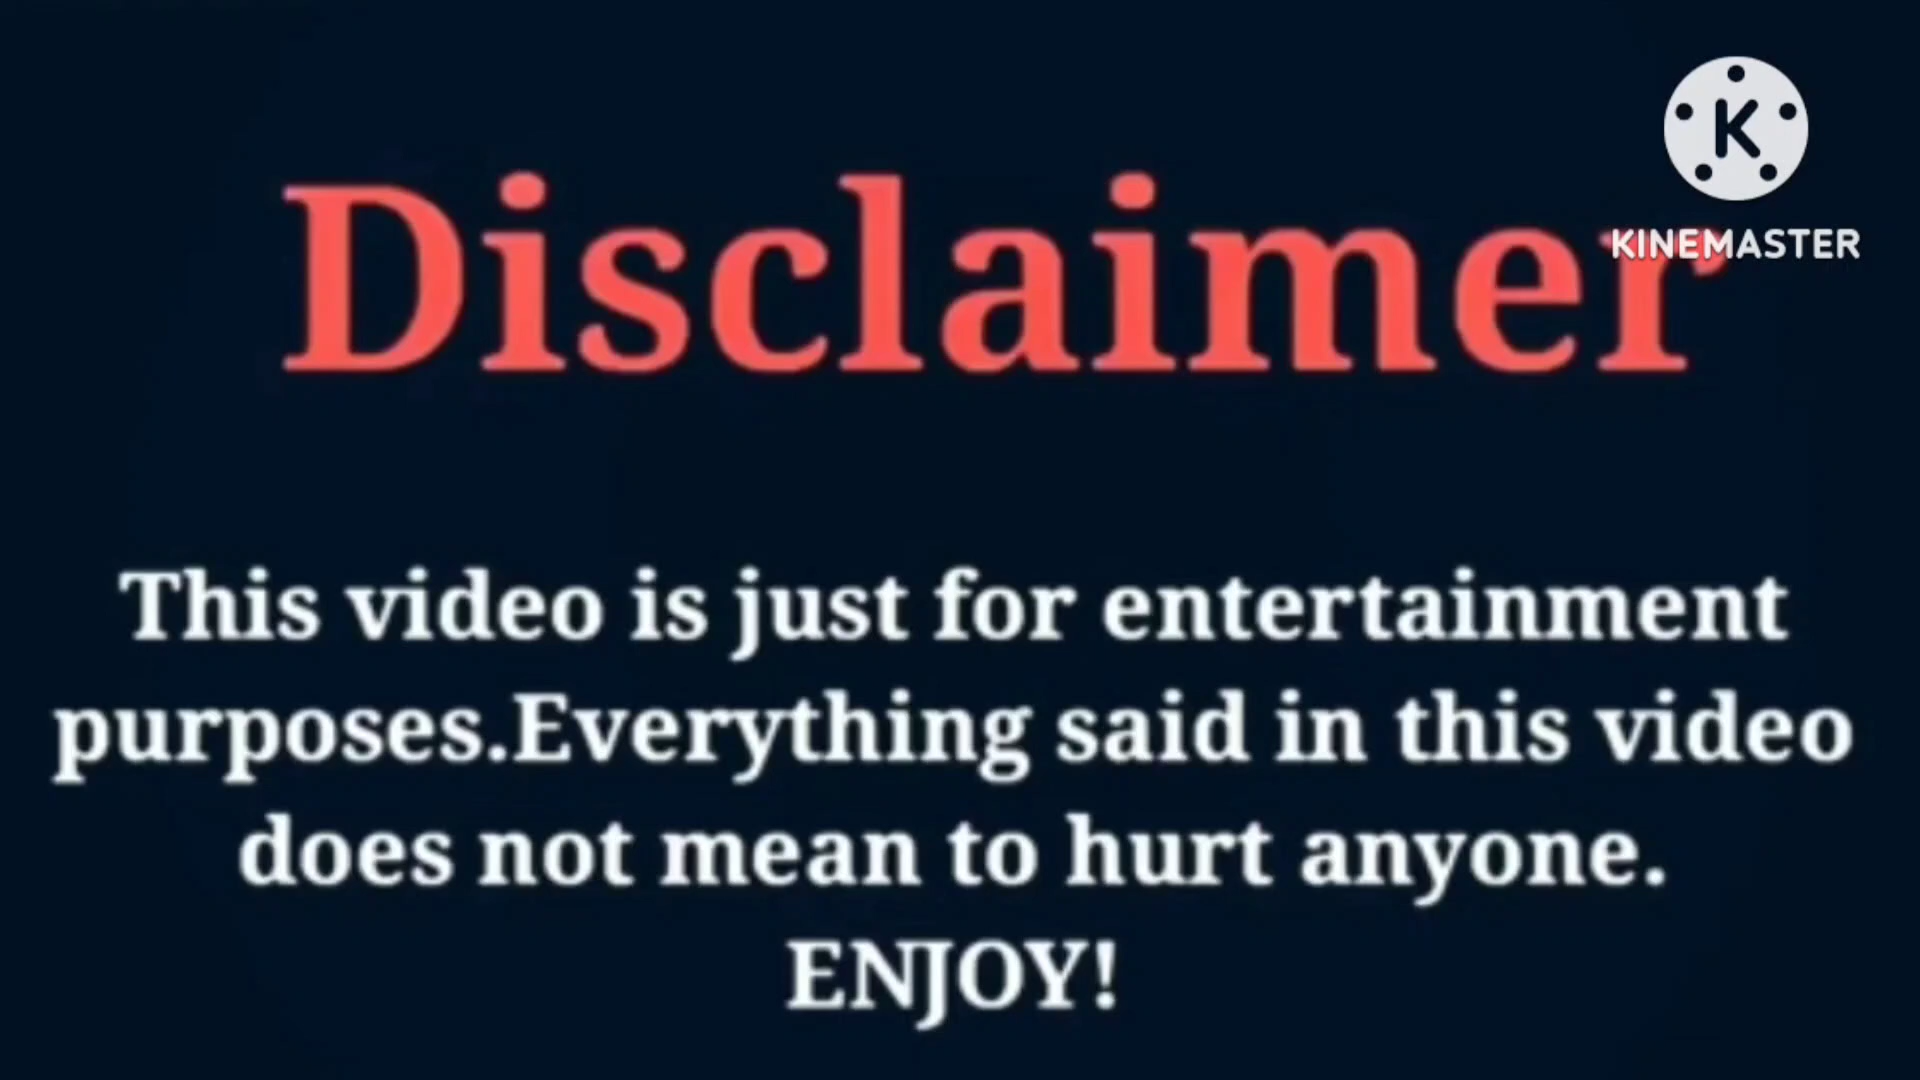 K
KINEMASTER
Disclaimer
This video is just for entertainment
purposes.Everything said in this video
does not mean to hurt anyone.
ENJOY!